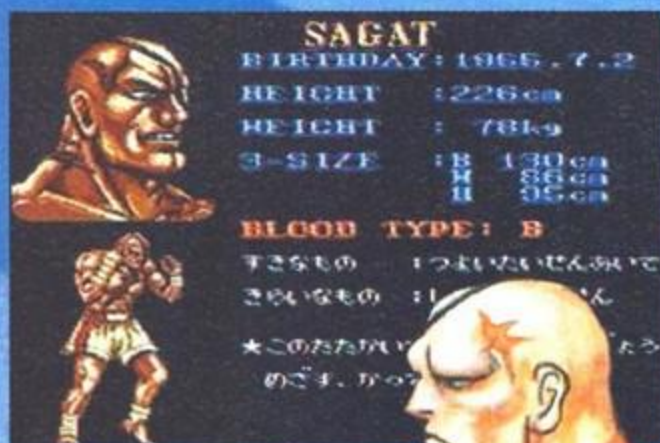 SAGAT
BIRTHDAY:1955.7.2
HEIGHT :226cm
WEIGHT : 78kg
3-SIZE :B 130cm
W 86cm
H 95cm
BLOOD TYPE: B
すきなもの :つよいたいせんあいて
きらいなもの :
★このたたかい
めざす、かっ